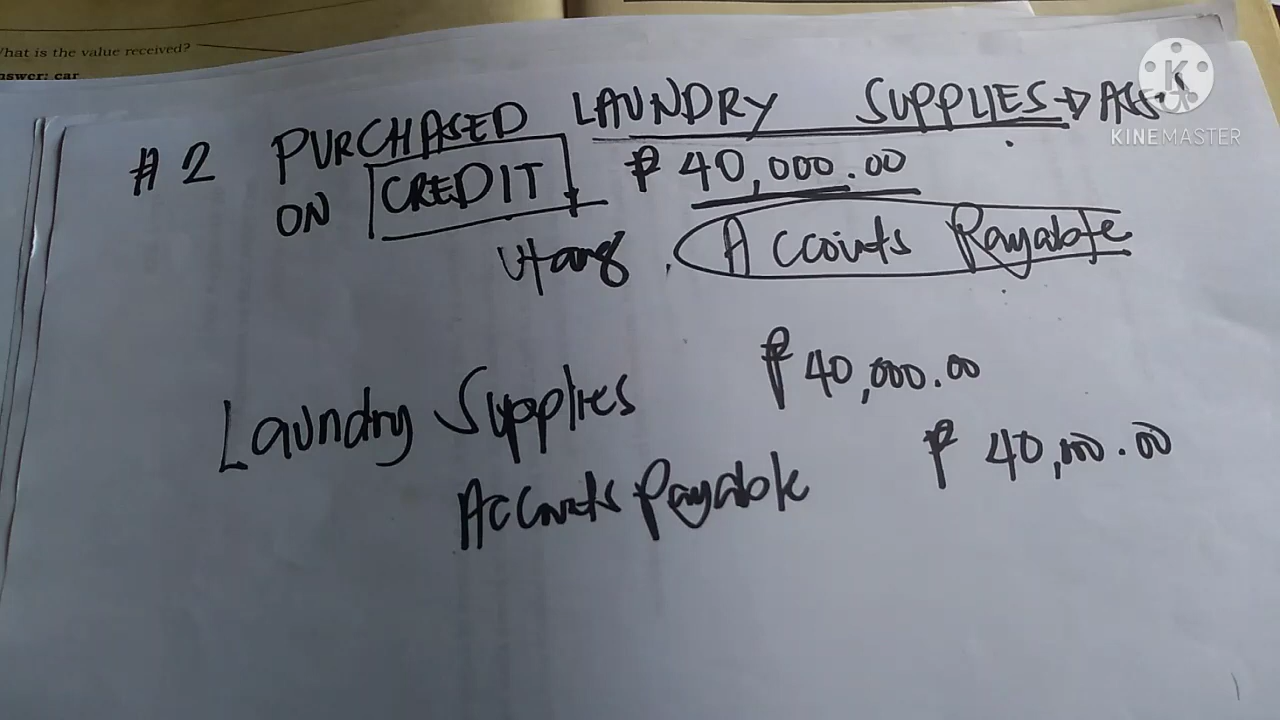 What is the value received?
nswer: car
#2 PURCHASED LAUNDRY SUPPLIES →
ON CREDIT ₱ 40,000.00
Utang Accounts Payable
Laundry Supplies ₱ 40,000.00
Accounts Payable ₱ 40,000.00
KINEMASTER